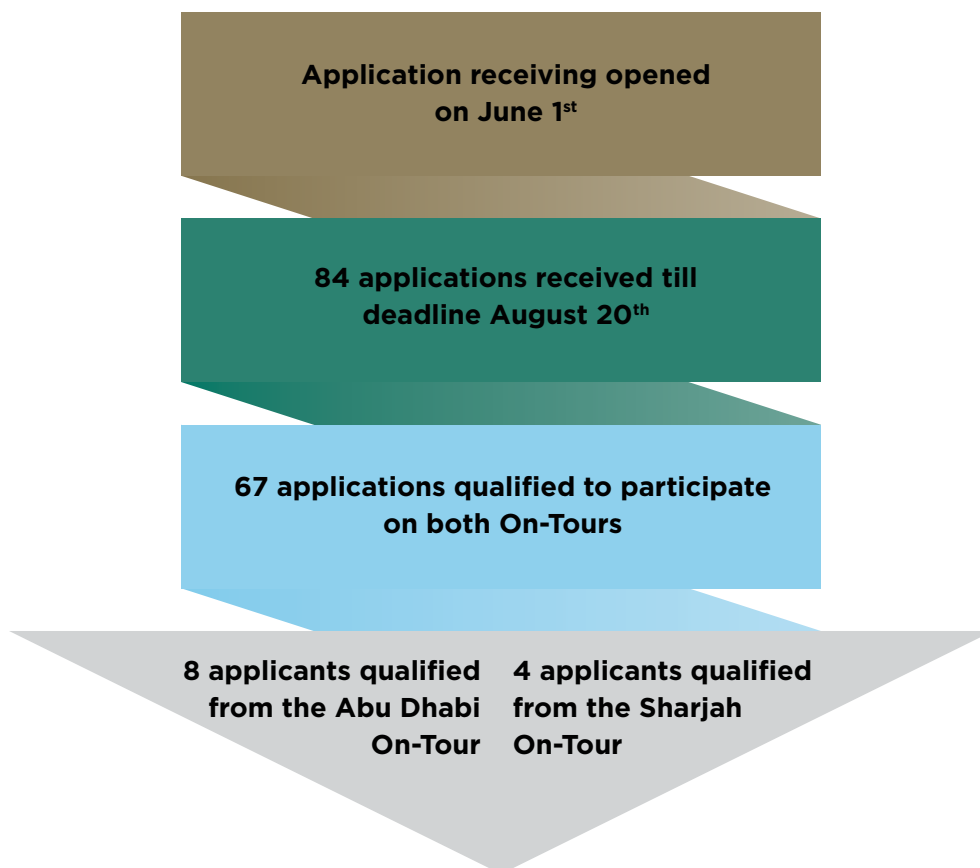 Application receiving opened
on June 1st
84 applications received till
deadline August 20th
67 applications qualified to participate
on both On-Tours
8 applicants qualified
from the Abu Dhabi
On-Tour
4 applicants qualified
from the Sharjah
On-Tour